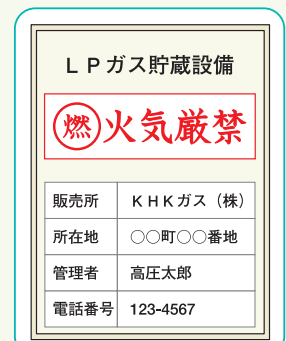 ＬＰガス貯蔵設備
燃 火気厳禁
販売所 ＫＨＫガス（株）
所在地 ○○町○○番地
管理者 高圧太郎
電話番号 123-4567